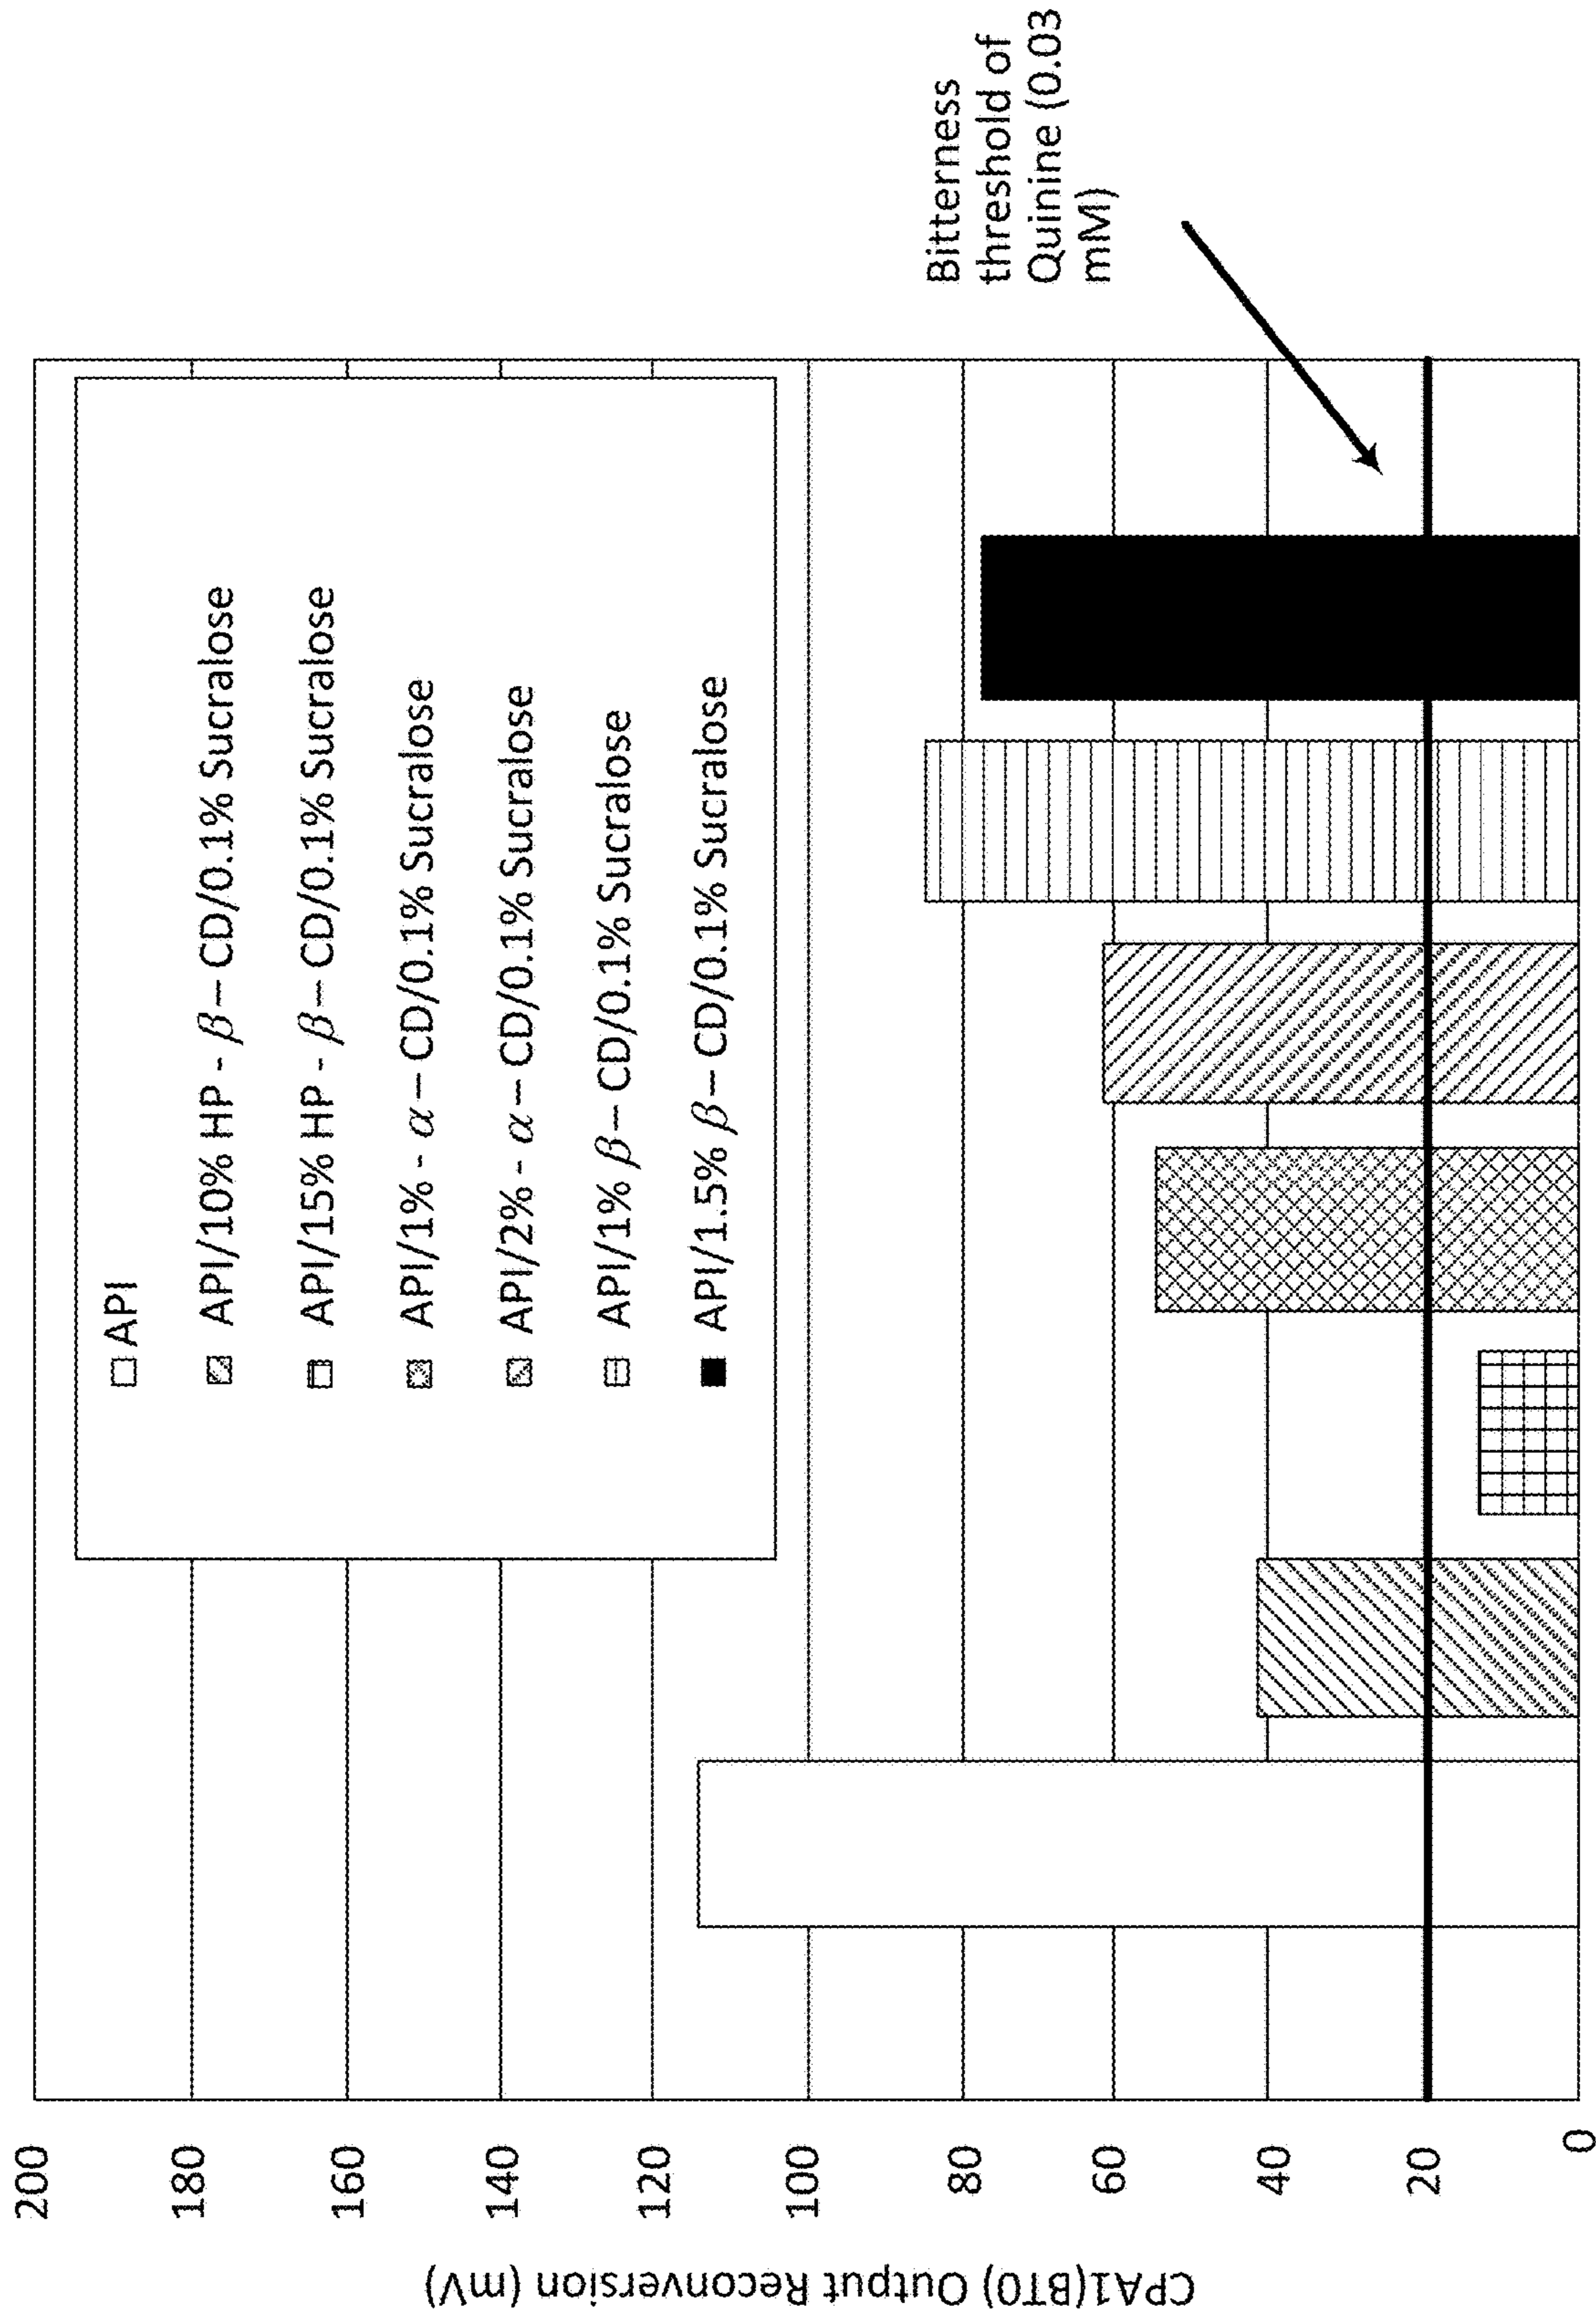 CPA1(BT0) Output Reconversion (mV)
200
180
160
140
120
100
80
60
40
20
0
API
API/10% HP - β – CD/0.1% Sucralose
API/15% HP - β – CD/0.1% Sucralose
API/1% - α – CD/0.1% Sucralose
API/2% - α – CD/0.1% Sucralose
API/1% β – CD/0.1% Sucralose
API/1.5% β – CD/0.1% Sucralose
Bitterness
threshold of
Quinine (0.03
mM)